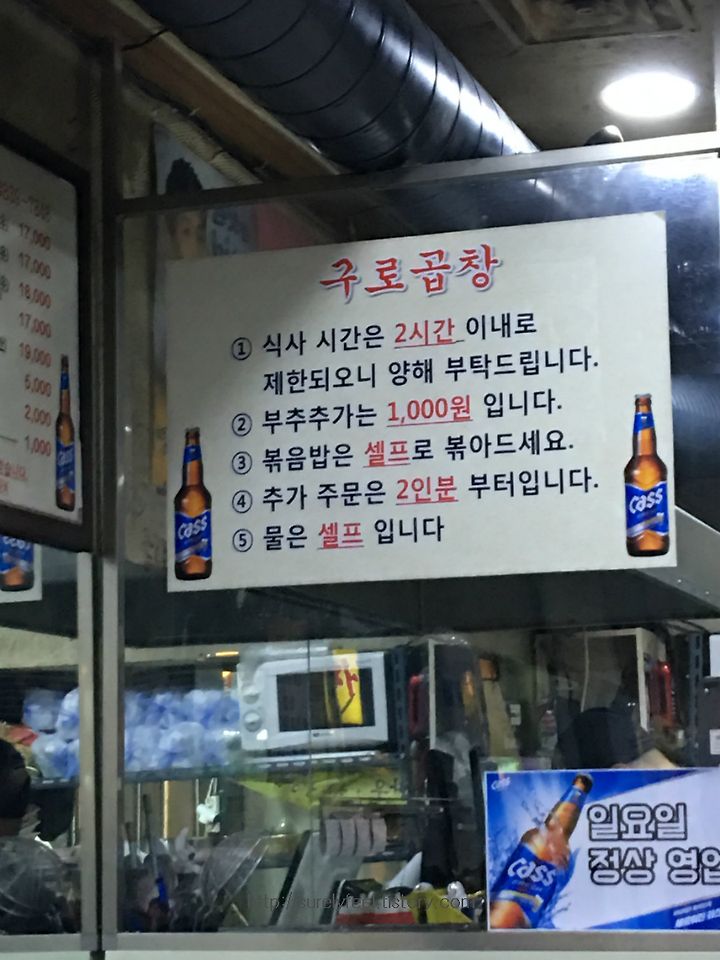 구로곱창
① 식사 시간은 2시간 이내로
제한되오니 양해 부탁드립니다.
② 부추추가는 1,000원 입니다.
③ 볶음밥은 셀프로 볶아드세요.
④ 추가 주문은 2인분 부터입니다.
⑤ 물은 셀프 입니다
cass
cass
17,000
17,000
18,000
17,000
19,000
6,000
2,000
1,000
cass
일요일
정상 영업
cass